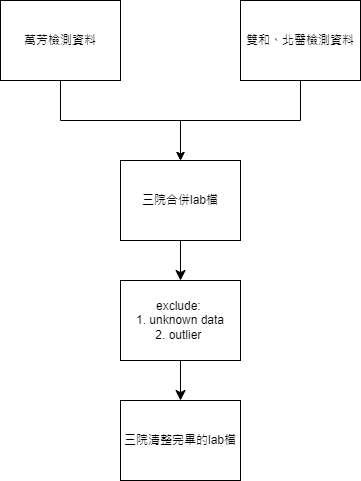 萬芳檢測資料
雙和、北醫檢測資料
三院合併lab檔
exclude:
1. unknown data
2. outlier
三院清整完畢的lab檔